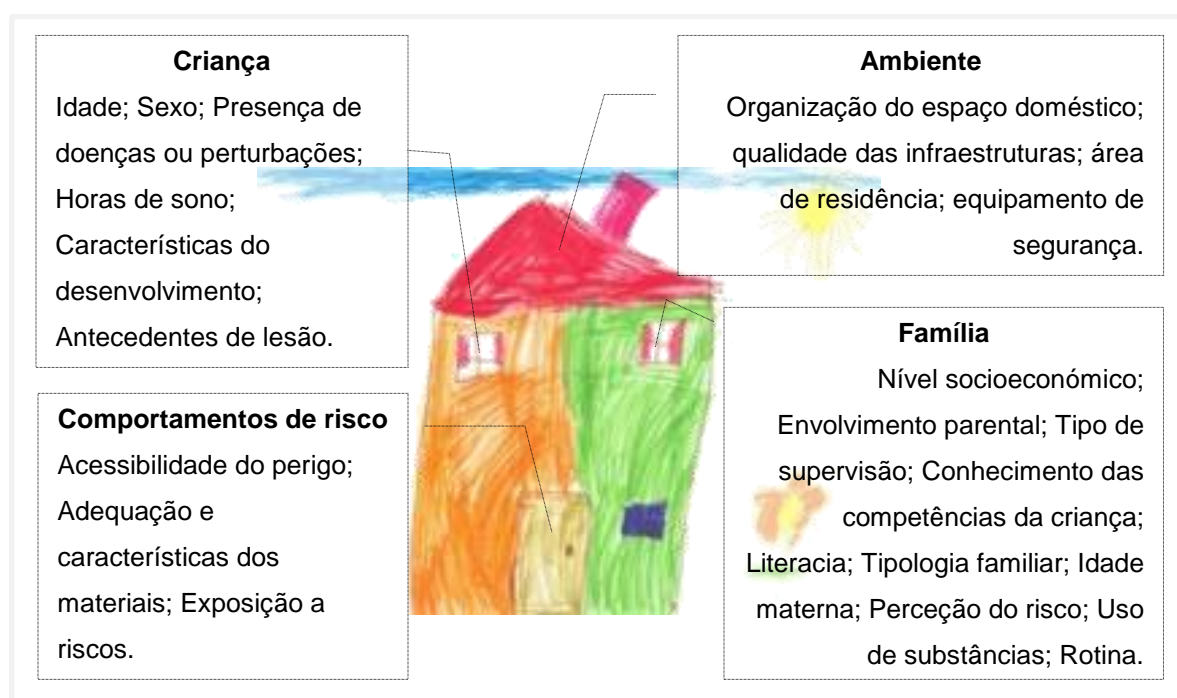 Criança
Idade; Sexo; Presença de
doenças ou perturbações;
Horas de sono;
Características do
desenvolvimento;
Antecedentes de lesão.
Ambiente
Organização do espaço doméstico;
qualidade das infraestruturas; área
de residência; equipamento de
segurança.
Comportamentos de risco
Acessibilidade do perigo;
Adequação e
características dos
materiais; Exposição a
riscos.
Família
Nível socioeconómico;
Envolvimento parental; Tipo de
supervisão; Conhecimento das
competências da criança;
Literacia; Tipologia familiar; Idade
materna; Perceção do risco; Uso
de substâncias; Rotina.